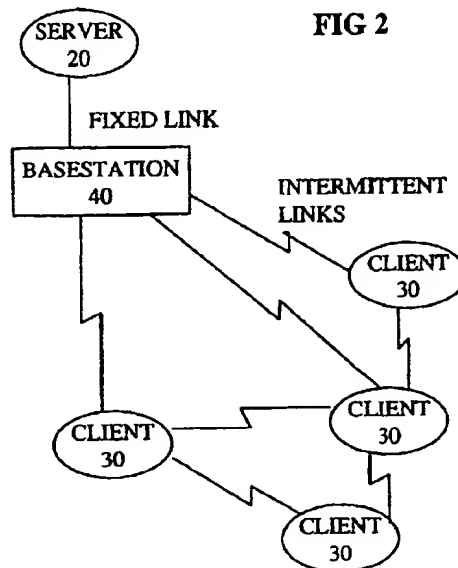 FIG 2
SERVER
20
FIXED LINK
BASESTATION
40
INTERMITTENT
LINKS
CLIENT
30
CLIENT
30
CLIENT
30
CLIENT
30